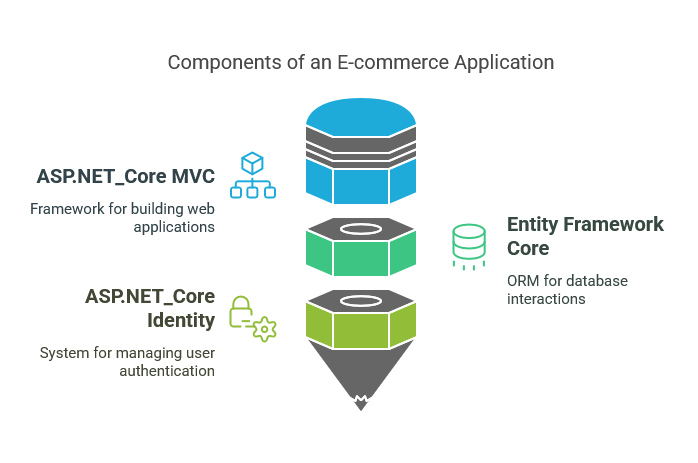 Components of an E-commerce Application
ASP.NET_Core MVC
Framework for building web
applications
Entity Framework
Core
ORM for database
interactions
ASP.NET_Core
Identity
System for managing user
authentication